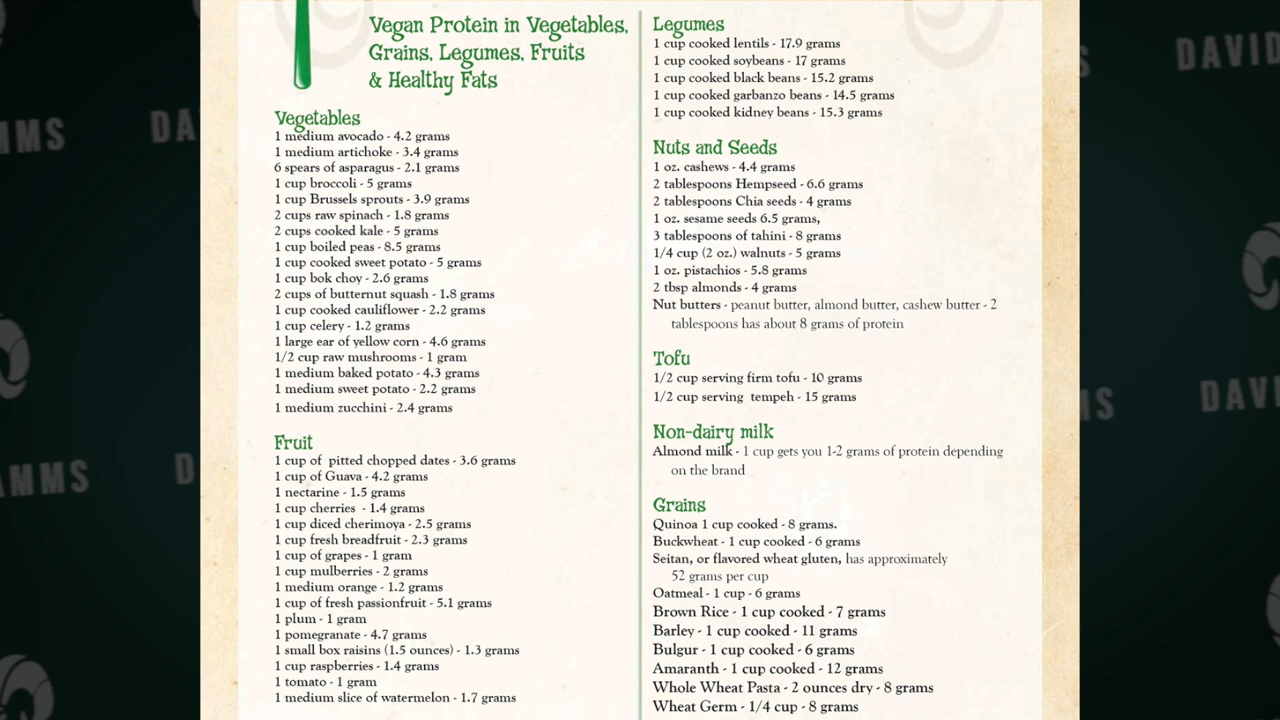 Vegan Protein in Vegetables,
Grains, Legumes, Fruits
& Healthy Fats
Vegetables
1 medium avocado - 4.2 grams
1 medium artichoke - 3.4 grams
6 spears of asparagus - 2.1 grams
1 cup broccoli - 5 grams
1 cup Brussels sprouts - 3.9 grams
2 cups raw spinach - 1.8 grams
2 cups cooked kale - 5 grams
1 cup boiled peas - 8.5 grams
1 cup cooked sweet potato - 5 grams
1 cup bok choy - 2.6 grams
2 cups of butternut squash - 1.8 grams
1 cup cooked cauliflower - 2.2 grams
1 cup celery - 1.2 grams
1 large ear of yellow corn - 4.6 grams
1/2 cup raw mushrooms - 1 gram
1 medium baked potato - 4.3 grams
1 medium sweet potato - 2.2 grams
1 medium zucchini - 2.4 grams
Fruit
1 cup of pitted chopped dates - 3.6 grams
1 cup of Guava - 4.2 grams
1 nectarine - 1.5 grams
1 cup cherries - 1.4 grams
1 cup diced cherimoya - 2.5 grams
1 cup fresh breadfruit - 2.3 grams
1 cup of grapes - 1 gram
1 cup mulberries - 2 grams
1 medium orange - 1.2 grams
1 cup of fresh passionfruit - 5.1 grams
1 plum - 1 gram
1 pomegranate - 4.7 grams
1 small box raisins (1.5 ounces) - 1.3 grams
1 cup raspberries - 1.4 grams
1 tomato - 1 gram
1 medium slice of watermelon - 1.7 grams
Legumes
1 cup cooked lentils - 17.9 grams
1 cup cooked soybeans - 17 grams
1 cup cooked black beans - 15.2 grams
1 cup cooked garbanzo beans - 14.5 grams
1 cup cooked kidney beans - 15.3 grams
Nuts and Seeds
1 oz. cashews - 4.4 grams
2 tablespoons Hempseed - 6.6 grams
2 tablespoons Chia seeds - 4 grams
1 oz. sesame seeds 6.5 grams,
3 tablespoons of tahini - 8 grams
1/4 cup (2 oz.) walnuts - 5 grams
1 oz. pistachios - 5.8 grams
2 tbsp almonds - 4 grams
Nut butters - peanut butter, almond butter, cashew butter - 2
tablespoons has about 8 grams of protein
Tofu
1/2 cup serving firm tofu - 10 grams
1/2 cup serving tempeh - 15 grams
Non-dairy milk
Almond milk - 1 cup gets you 1-2 grams of protein depending
on the brand
Grains
Quinoa 1 cup cooked - 8 grams.
Buckwheat - 1 cup cooked - 6 grams
Seitan, or flavored wheat gluten, has approximately
52 grams per cup
Oatmeal - 1 cup - 6 grams
Brown Rice - 1 cup cooked - 7 grams
Barley - 1 cup cooked - 11 grams
Bulgur - 1 cup cooked - 6 grams
Amaranth - 1 cup cooked - 12 grams
Whole Wheat Pasta - 2 ounces dry - 8 grams
Wheat Germ - 1/4 cup - 8 grams
DAVID